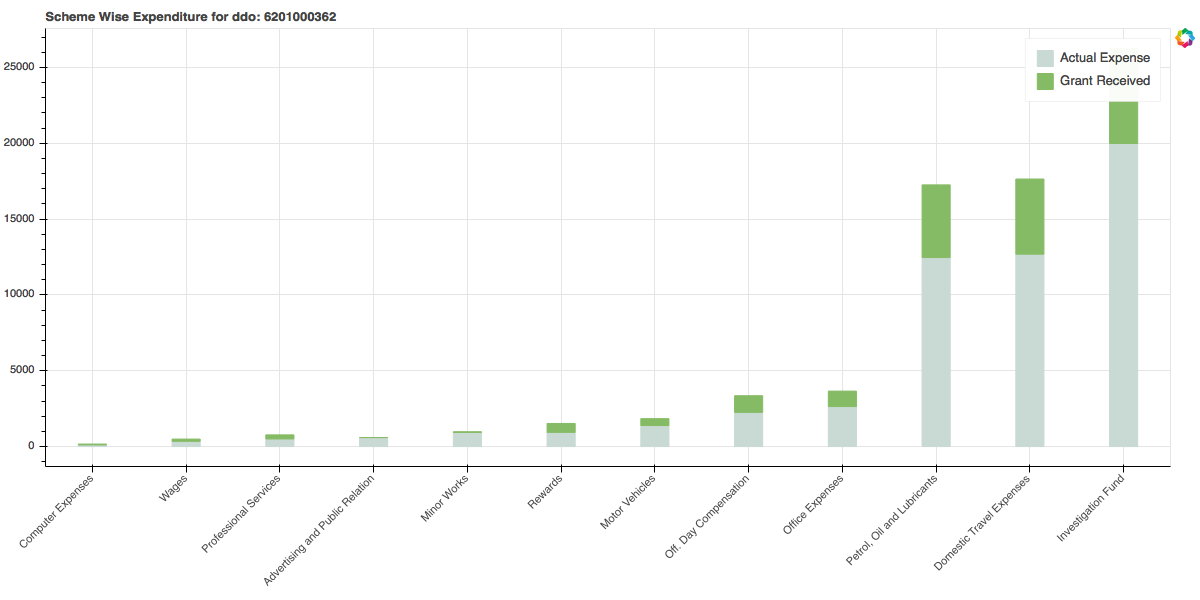 Scheme Wise Expenditure for ddo: 6201000362
Actual Expense
Grant Received
25000
20000
15000
10000
5000
0
Computer Expenses
Wages
Professional Services
Advertising and Public Relation
Minor Works
Rewards
Motor Vehicles
Off. Day Compensation
Office Expenses
Petrol, Oil and Lubricants
Domestic Travel Expenses
Investigation Fund